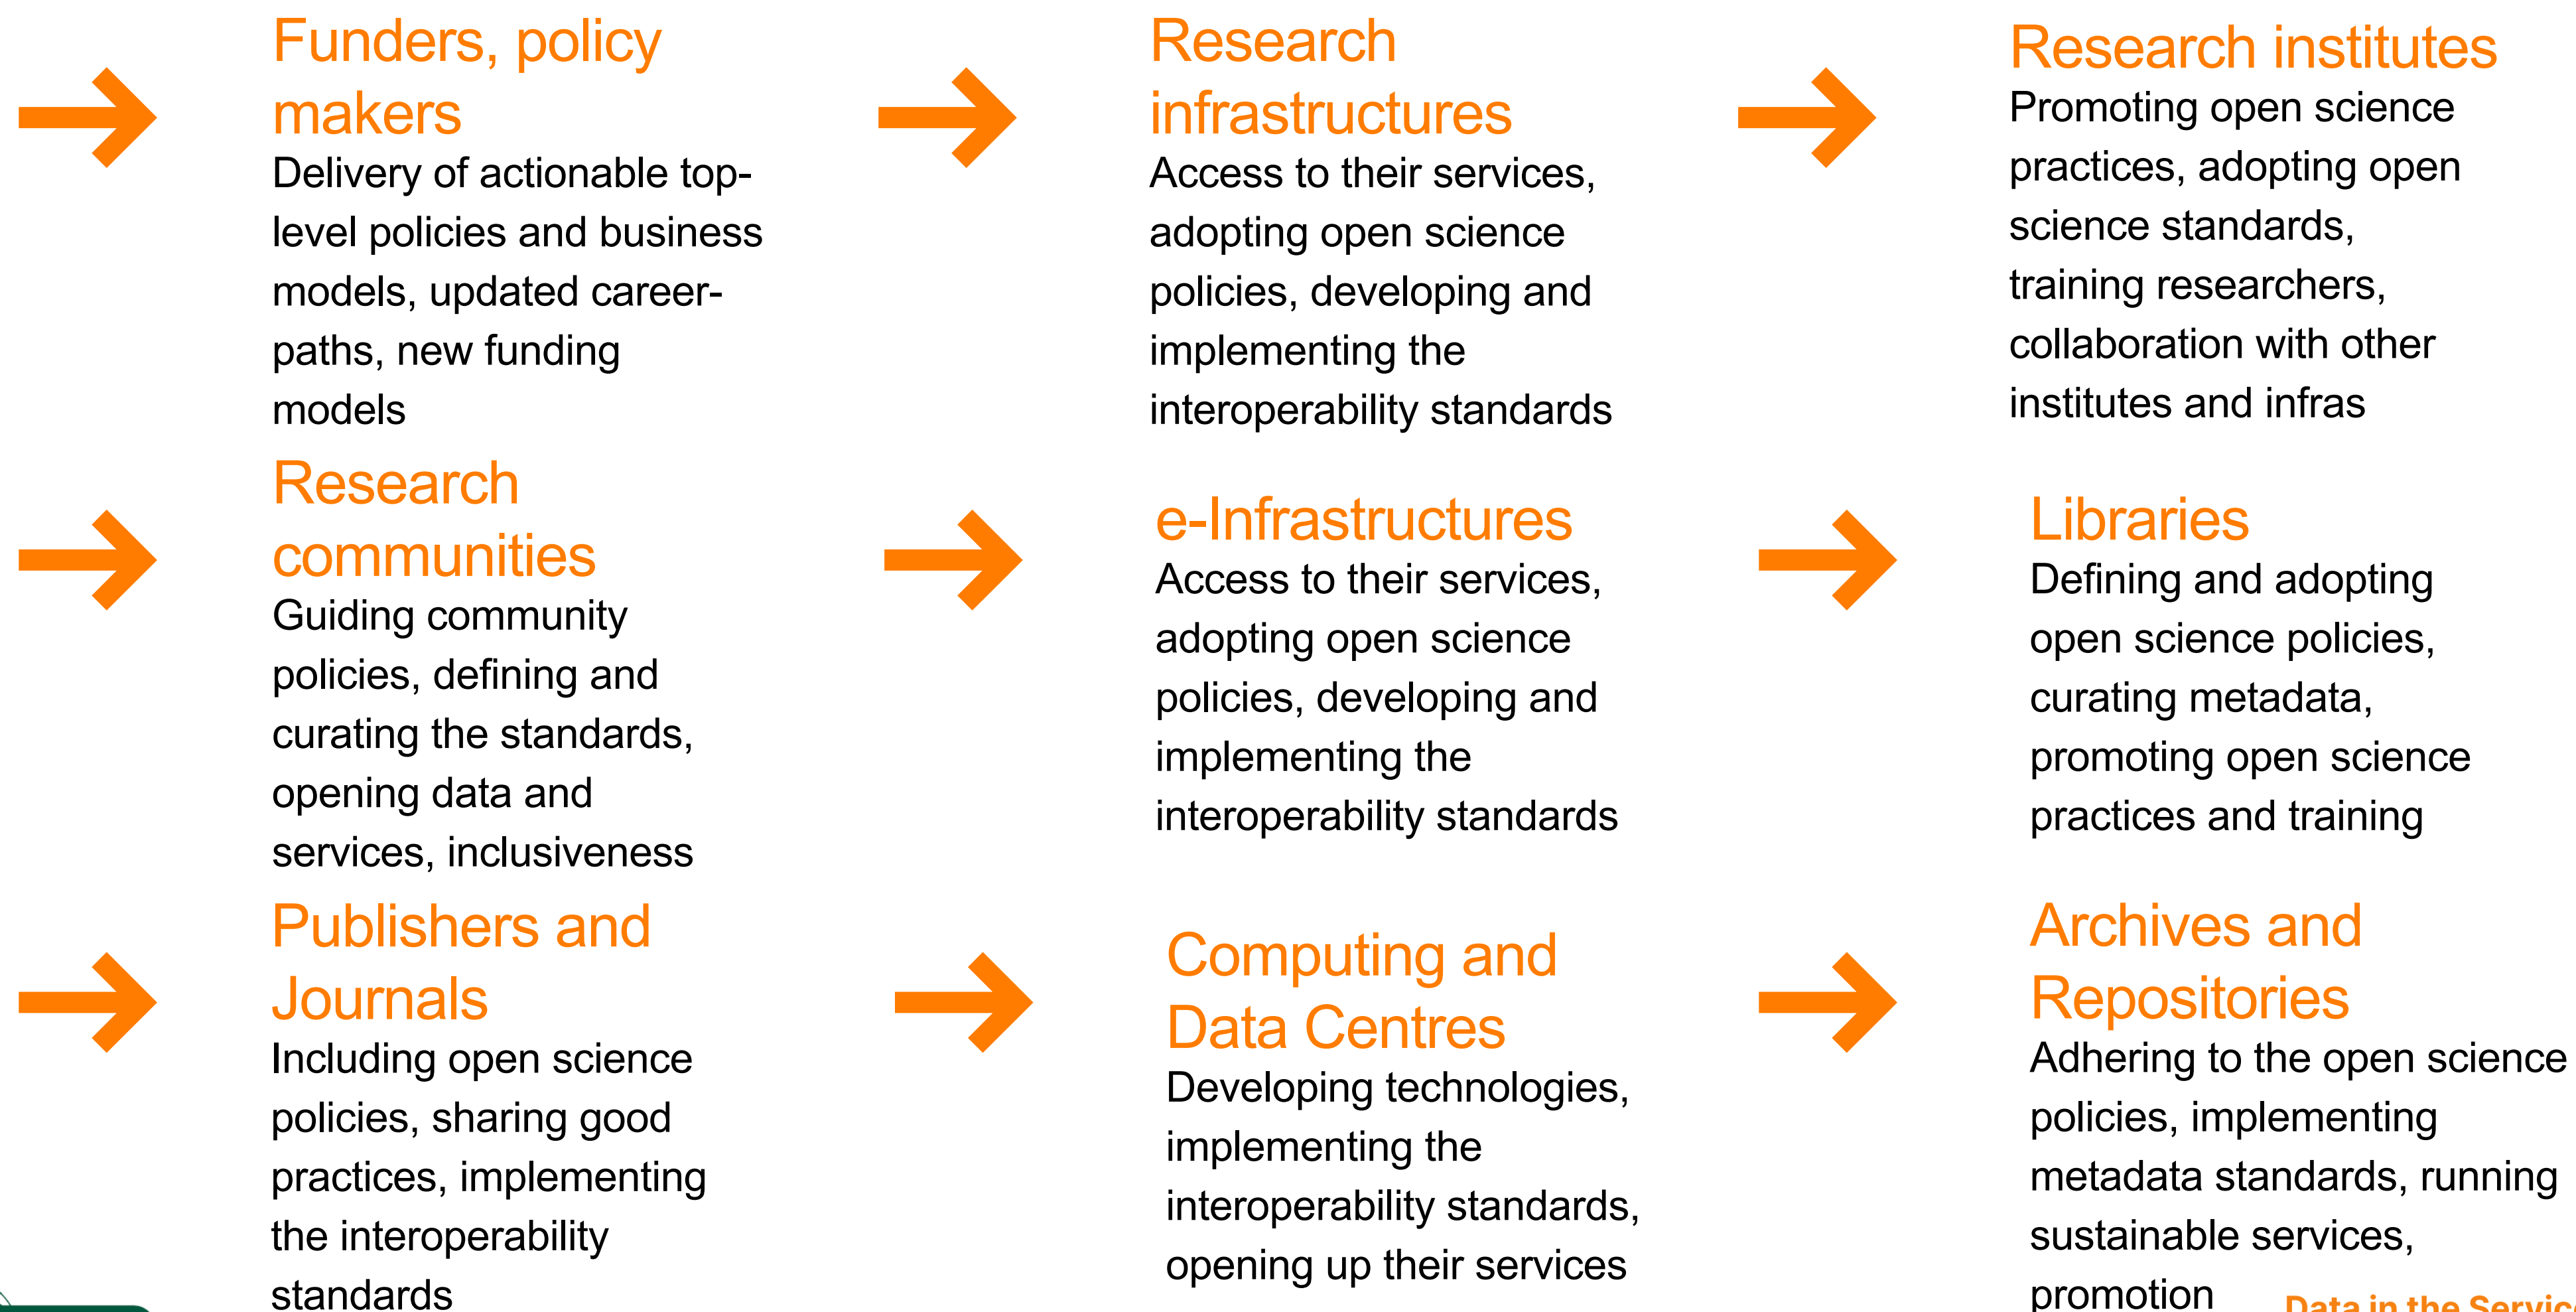 Funders, policy
makers
Delivery of actionable top-
level policies and business
models, updated career-
paths, new funding
models
Research
infrastructures
Access to their services,
adopting open science
policies, developing and
implementing the
interoperability standards
Research institutes
Promoting open science
practices, adopting open
science standards,
training researchers,
collaboration with other
institutes and infras
Research
communities
Guiding community
policies, defining and
curating the standards,
opening data and
services, inclusiveness
e-Infrastructures
Access to their services,
adopting open science
policies, developing and
implementing the
interoperability standards
Libraries
Defining and adopting
open science policies,
curating metadata,
promoting open science
practices and training
Publishers and
Journals
Including open science
policies, sharing good
practices, implementing
the interoperability
standards
Computing and
Data Centres
Developing technologies,
implementing the
interoperability standards,
opening up their services
Archives and
Repositories
Adhering to the open science
policies, implementing
metadata standards, running
sustainable services,
promotion
Data in the